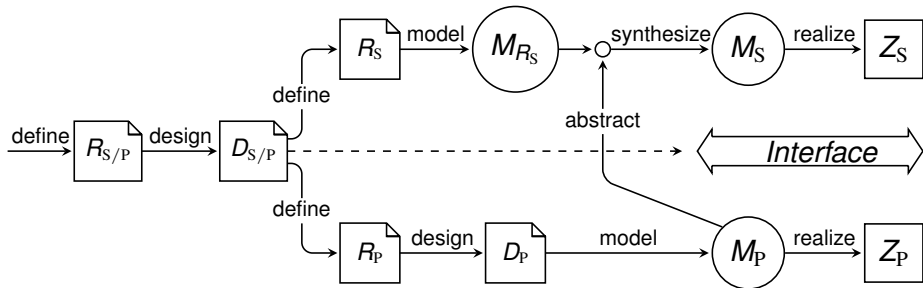 R_S model M_{R_S} synthesize M_S realize Z_S
define
abstract
define R_{S/P} design D_{S/P} Interface
define
R_P design D_P model M_P realize Z_P